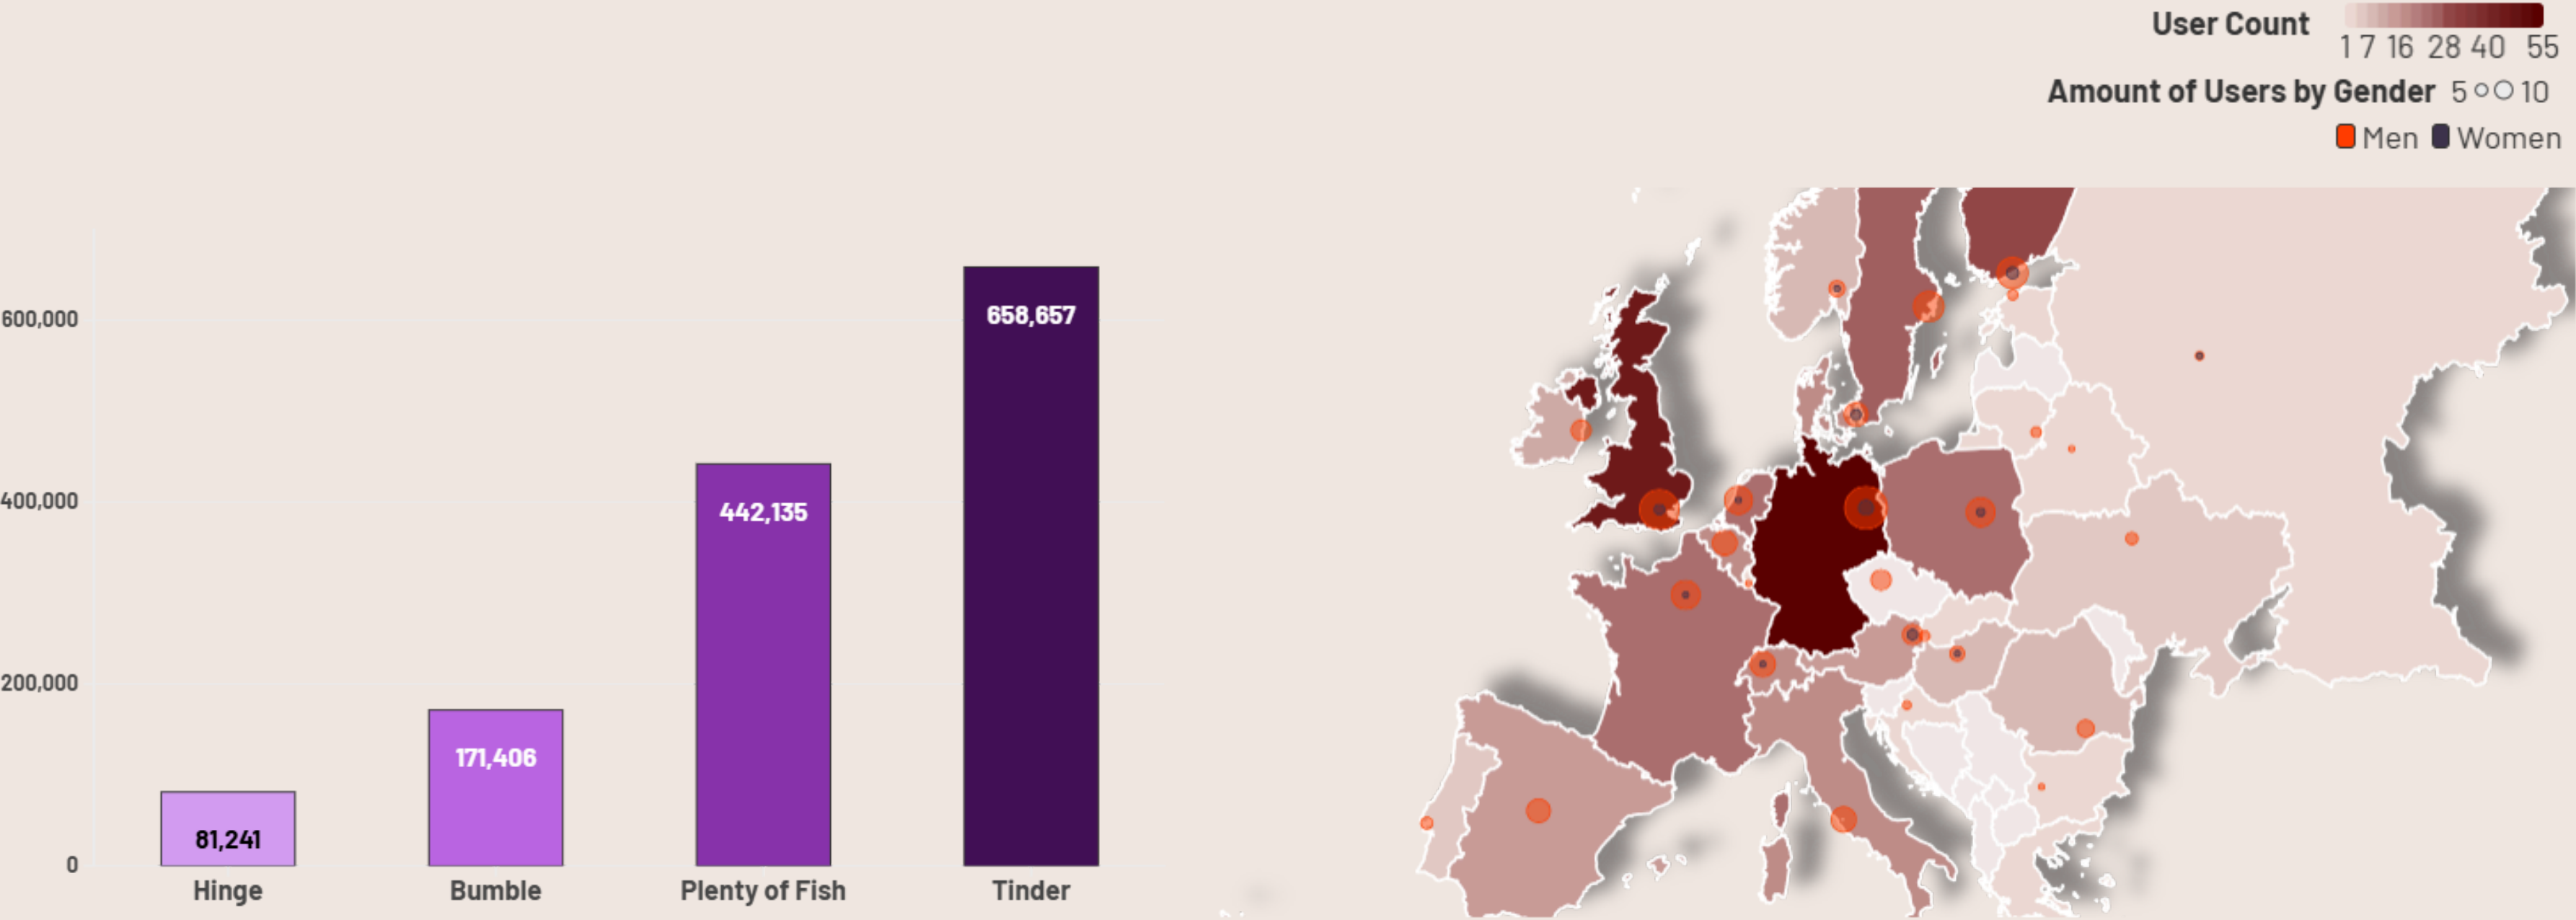 User Count
1 7 16 28 40 55
Amount of Users by Gender 5 10
Men Women
600,000
400,000
200,000
0
81,241
171,406
442,135
658,657
Hinge Bumble Plenty of Fish Tinder